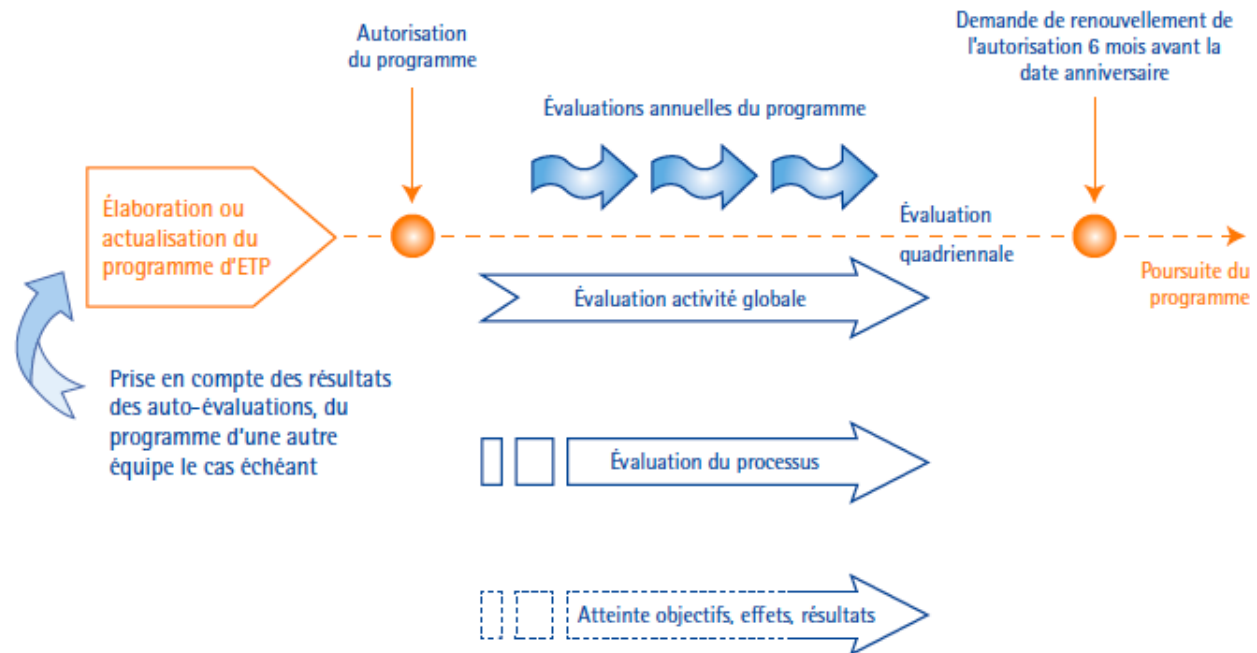 Autorisation
du programme
Demande de renouvellement de
l'autorisation 6 mois avant la
date anniversaire
Évaluations annuelles du programme
Élaboration ou
actualisation du
programme d'ETP
Évaluation
quadriennale
Poursuite du
programme
Évaluation activité globale
Prise en compte des résultats
des auto-évaluations, du
programme d'une autre
équipe le cas échéant
Évaluation du processus
Atteinte objectifs, effets, résultats